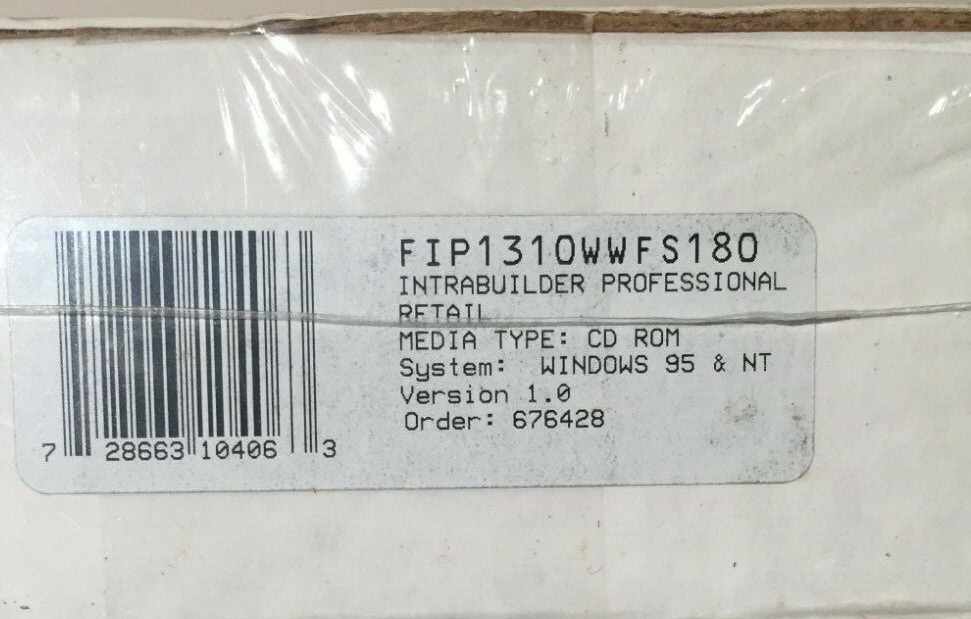 FIP1310WWFS180
INTRABUILDER PROFESSIONAL
RETAIL
MEDIA TYPE: CD ROM
System: WINDOWS 95 & NT
Version 1.0
Order: 676428
7 28663 10406 3